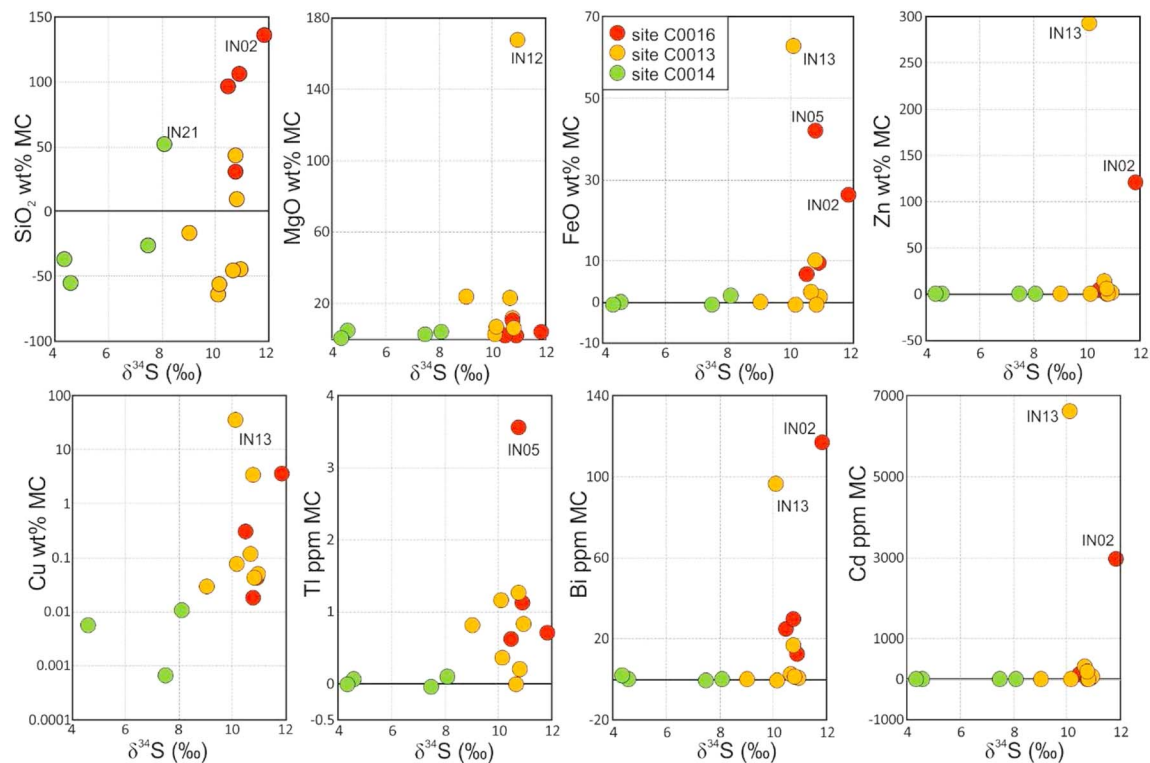 150
100
50
0
-50
-100
SiO₂ wt% MC
IN02
IN21
4 6 8 10 12
δ³⁴S (‰)
180
180
140
100
60
20
MgO wt% MC
IN12
4 6 8 10 12
δ³⁴S (‰)
70
50
30
10
0
-10
FeO wt% MC
site C0016
site C0013
site C0014
IN13
IN05
IN02
4 6 8 10 12
δ³⁴S (‰)
300
250
200
150
100
50
0
-50
Zn wt% MC
IN13
IN02
4 6 8 10 12
δ³⁴S (‰)
100
10
1
0.1
0.01
0.001
0.0001
Cu wt% MC
IN13
4 6 8 10 12
δ³⁴S (‰)
4
3
2
1
0
-0.5
Tl ppm MC
IN05
4 6 8 10 12
δ³⁴S (‰)
140
100
60
20
-20
Bi ppm MC
IN02
IN13
4 6 8 10 12
δ³⁴S (‰)
7000
5000
3000
1000
0
-1000
Cd ppm MC
IN13
IN02
4 6 8 10 12
δ³⁴S (‰)